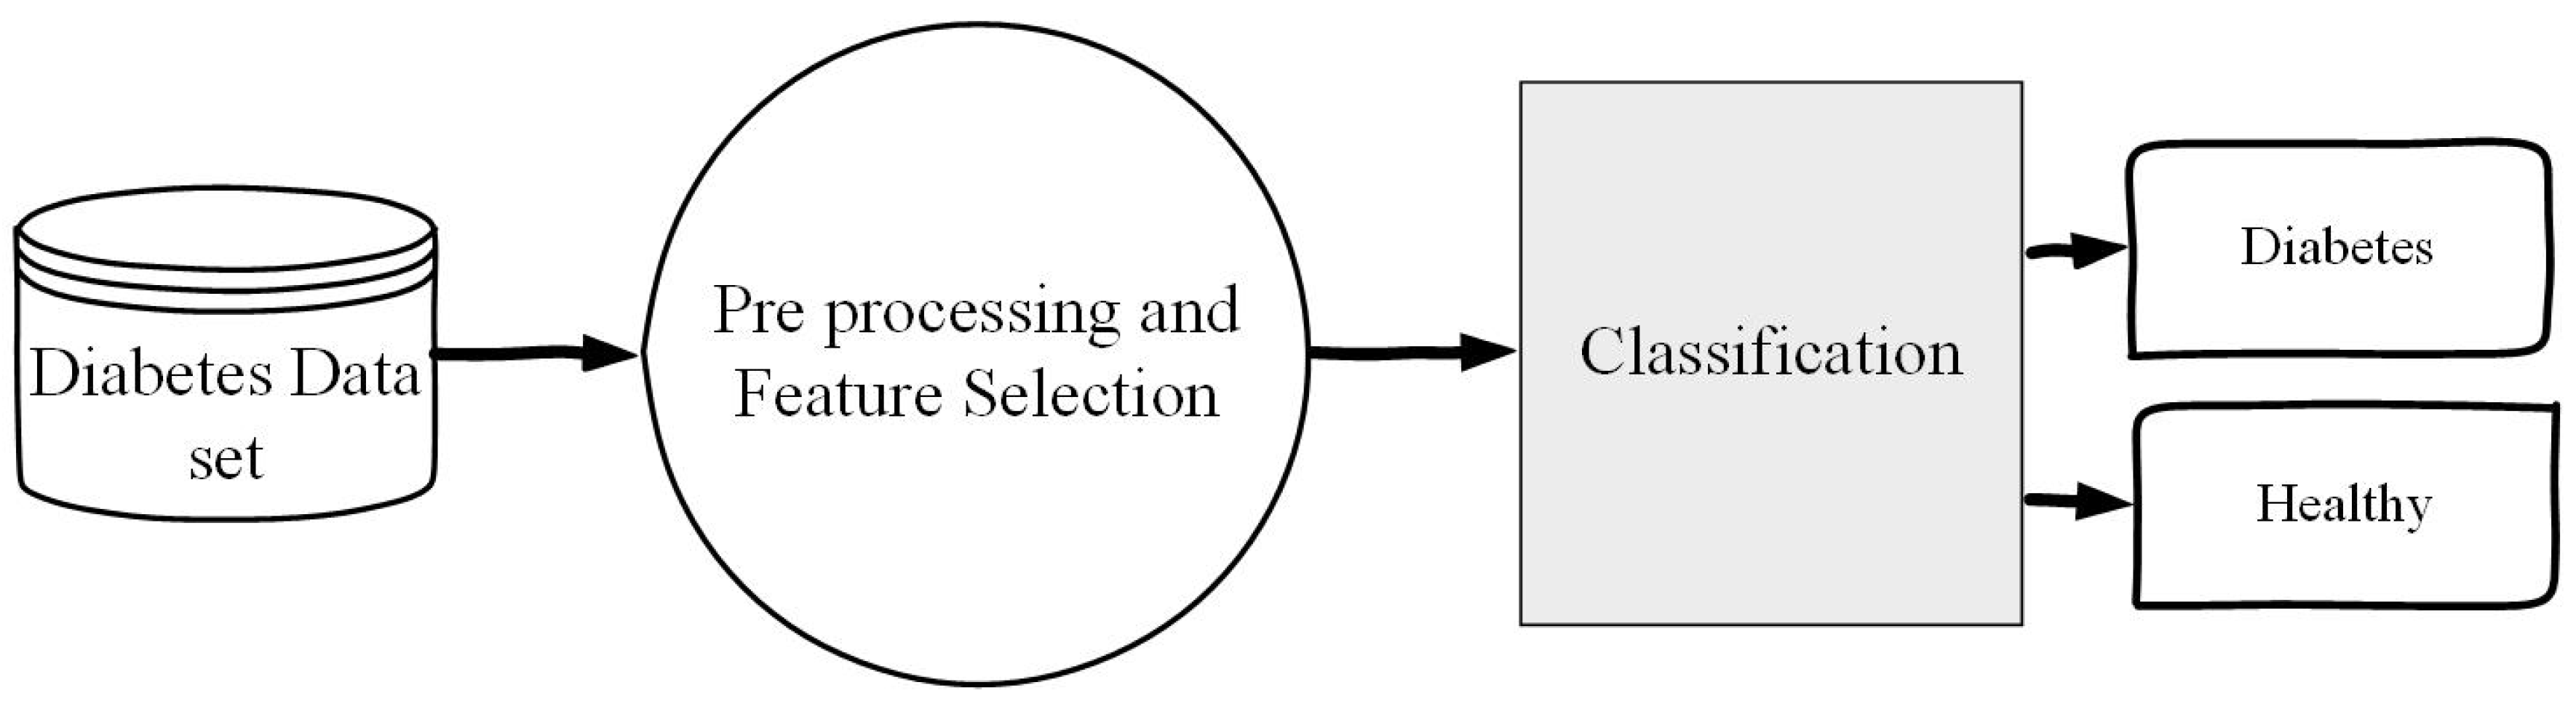 Diabetes Data
set
Pre processing and
Feature Selection
Classification
Diabetes
Healthy